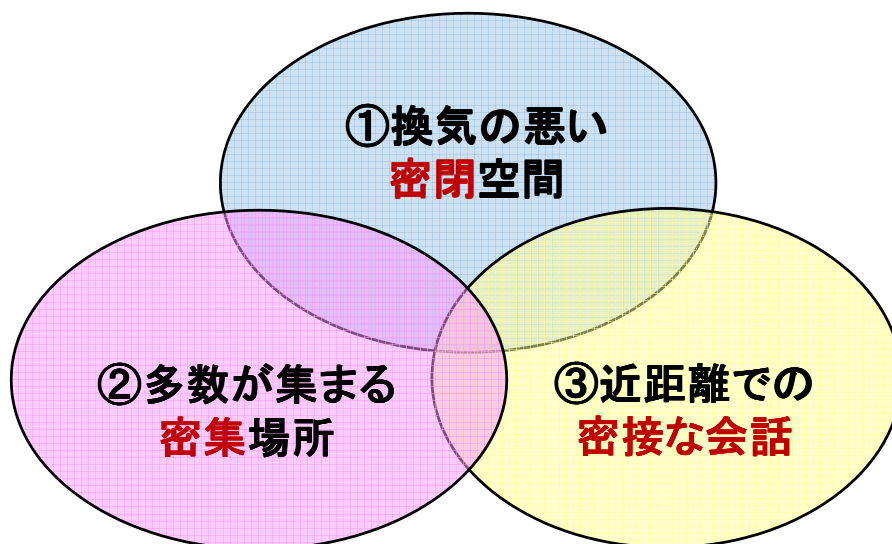 ①換気の悪い
密閉空間
②多数が集まる
密集場所
③近距離での
密接な会話